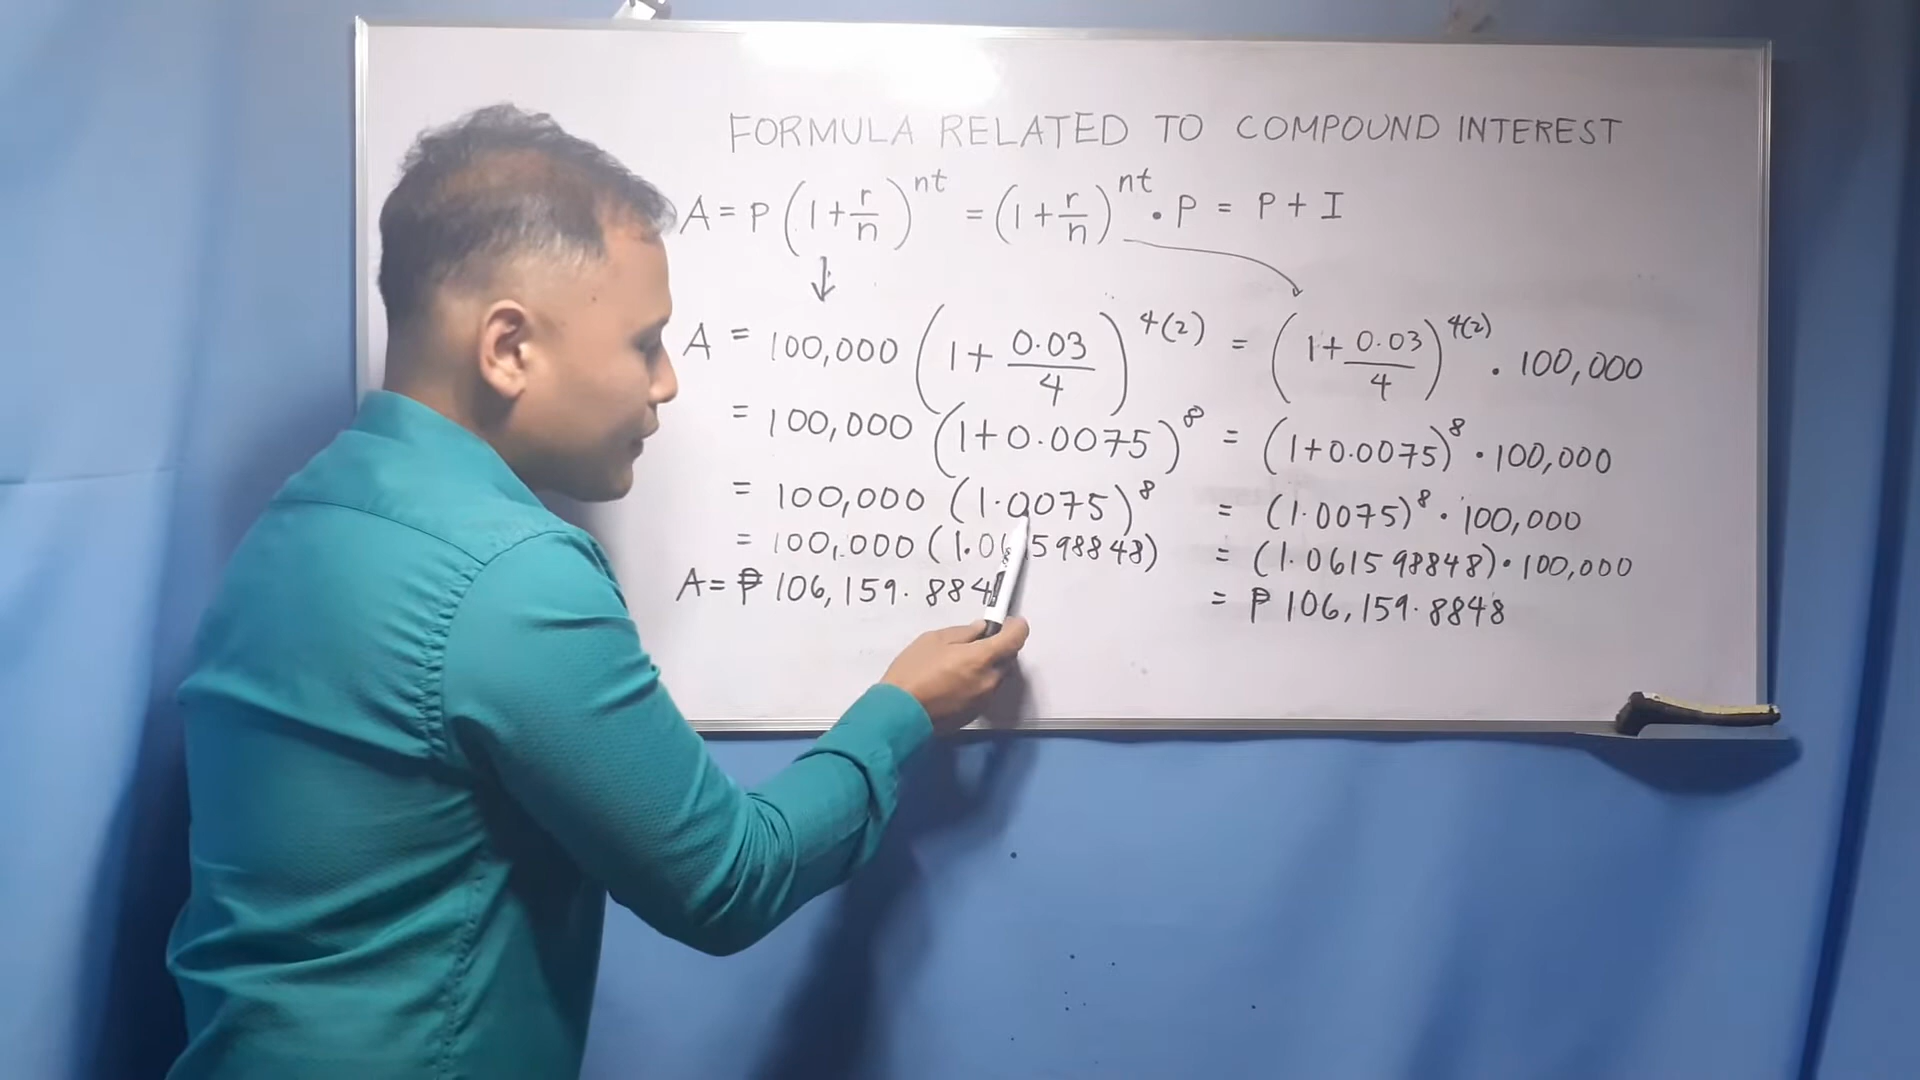 FORMULA RELATED TO COMPOUND INTEREST
A = P (1 + r/n)^nt = (1 + r/n)^nt • P = P + I
A = 100,000 (1 + 0.03/4)^4(2) = (1 + 0.03/4)^4(2) • 100,000
= 100,000 (1+0.0075)^8 = (1+0.0075)^8 • 100,000
= 100,000 (1.0075)^8 = (1.0075)^8 • 100,000
= 100,000 (1.06 598848) = (1.061598848) • 100,000
A = ₱ 106,159.884 = ₱ 106,159.8848